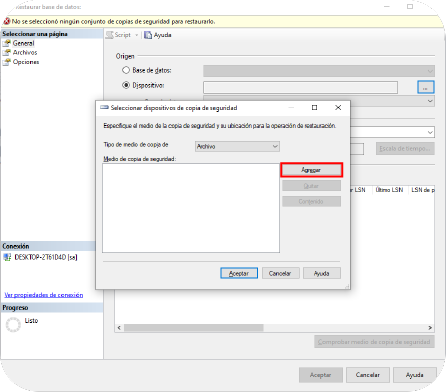 Restaurar base de datos:
No se seleccionó ningún conjunto de copias de seguridad para restaurarlo.
Seleccionar una página
General
Archivos
Opciones
Script
Ayuda
Origen
Base de datos:
Dispositivo:
...
Seleccionar dispositivos de copia de seguridad
Especifique el medio de la copia de seguridad y su ubicación para la operación de restauración.
Tipo de medio de copia de
Archivo
Medio de copia de seguridad:
Agregar
Quitar
Contenido
Aceptar
Cancelar
Ayuda
Escala de tiempo...
LSN
Último LSN
LSN de p
Conexión
DESKTOP-2T61D4D [sa]
Ver propiedades de conexión
Progreso
Listo
Comprobar medio de copia de seguridad
Aceptar
Cancelar
Ayuda